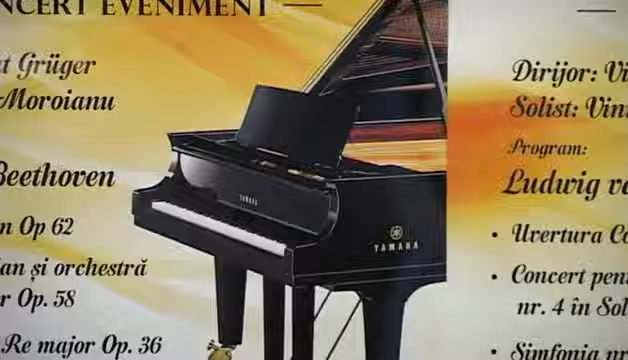 NCERT EVENIMENT
Grüger
Moroianu
Beethoven
Op 62
și orchestră
Op. 58
Re major Op. 36
YAMAHA
YAMAHA
Dirijor: Vi
Solist: Vin
Program:
Ludwig va
• Uvertura Co
• Concert pen
nr. 4 în Sol
• Simfonia nr